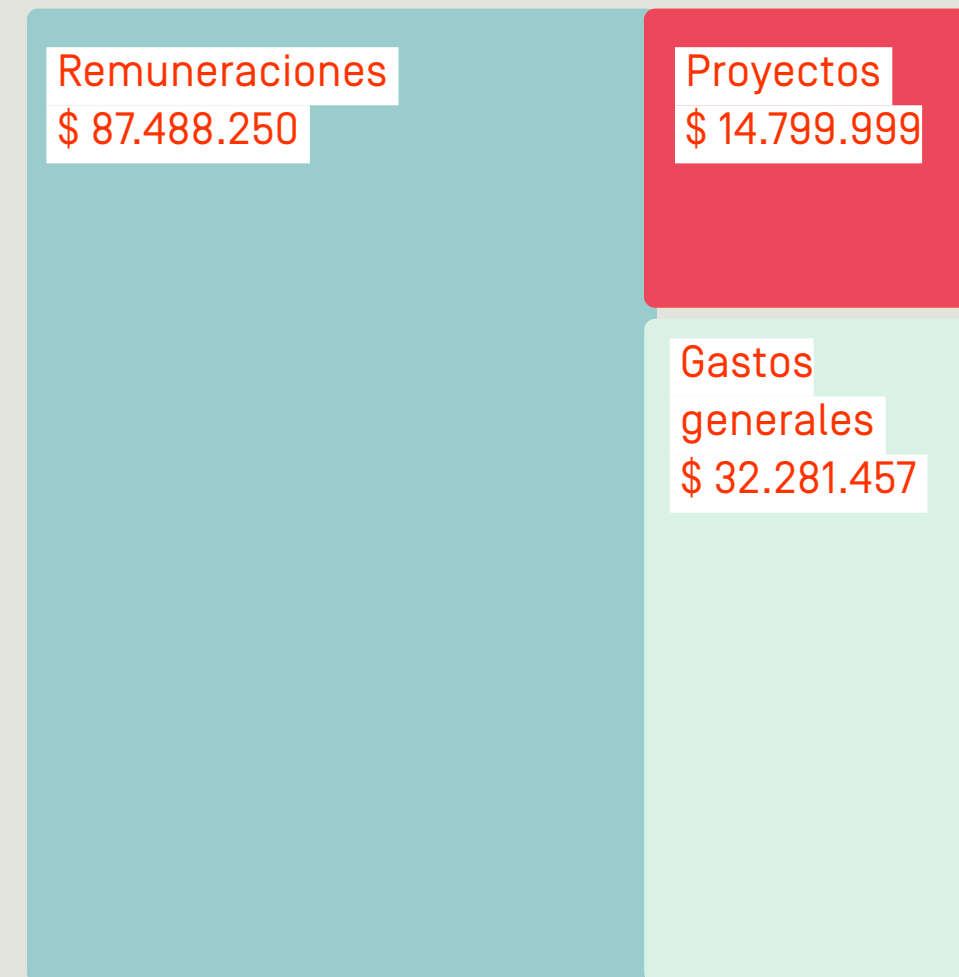 Remuneraciones
$ 87.488.250
Proyectos
$ 14.799.999
Gastos
generales
$ 32.281.457